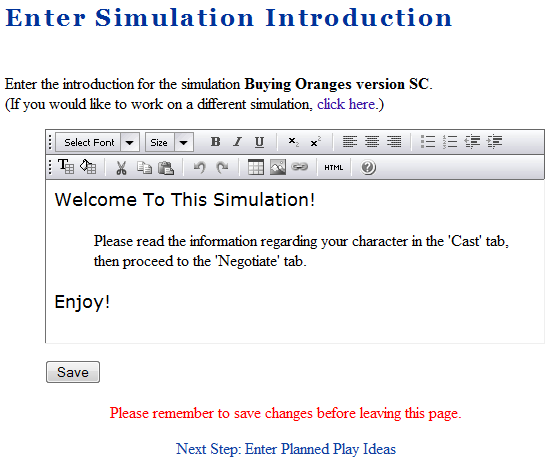 Enter Simulation Introduction
Enter the introduction for the simulation Buying Oranges version SC.
(If you would like to work on a different simulation, click here.)
Select Font Size B I U x₂ x²
HTML ?
Welcome To This Simulation!
Please read the information regarding your character in the 'Cast' tab,
then proceed to the 'Negotiate' tab.
Enjoy!
Save
Please remember to save changes before leaving this page.
Next Step: Enter Planned Play Ideas